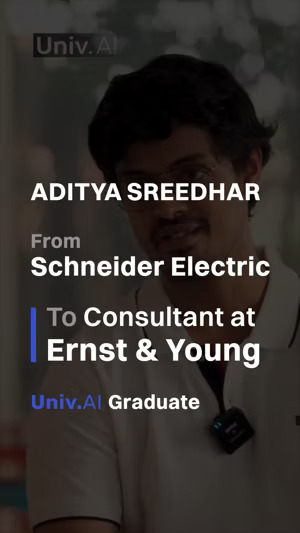 Univ.AI
ADITYA SREEDHAR
From
Schneider Electric
To Consultant at
Ernst & Young
Univ.AI Graduate